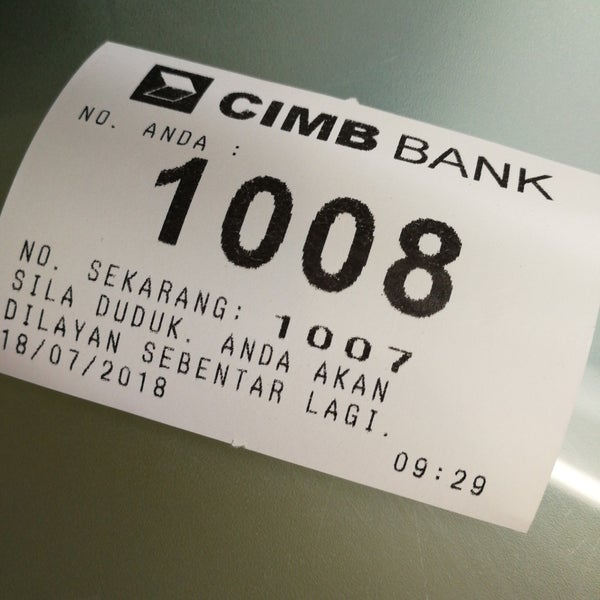 CIMB BANK
NO. ANDA :
1008
NO. SEKARANG: 1007
SILA DUDUK. ANDA AKAN
DILAYAN SEBENTAR LAGI.
18/07/2018 09:29